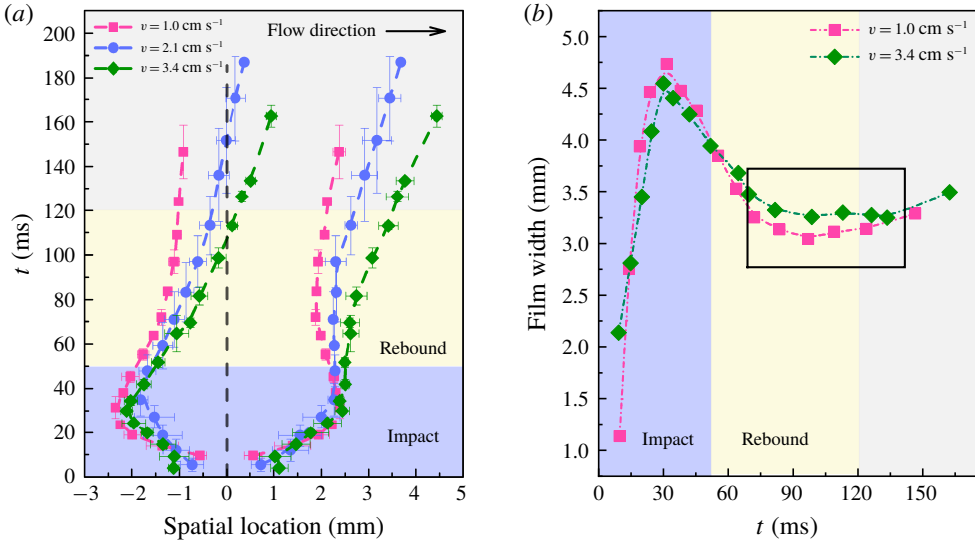 (a)
v = 1.0 cm s⁻¹
v = 2.1 cm s⁻¹
v = 3.4 cm s⁻¹
Flow direction
Rebound
Impact
t (ms)
200
180
160
140
120
100
80
60
40
20
0
−3
−2
−1
0
1
2
3
4
5
Spatial location (mm)
(b)
v = 1.0 cm s⁻¹
v = 3.4 cm s⁻¹
Impact
Rebound
Film width (mm)
5.0
4.5
4.0
3.5
3.0
2.5
2.0
1.5
1.0
0
30
60
90
120
150
t (ms)